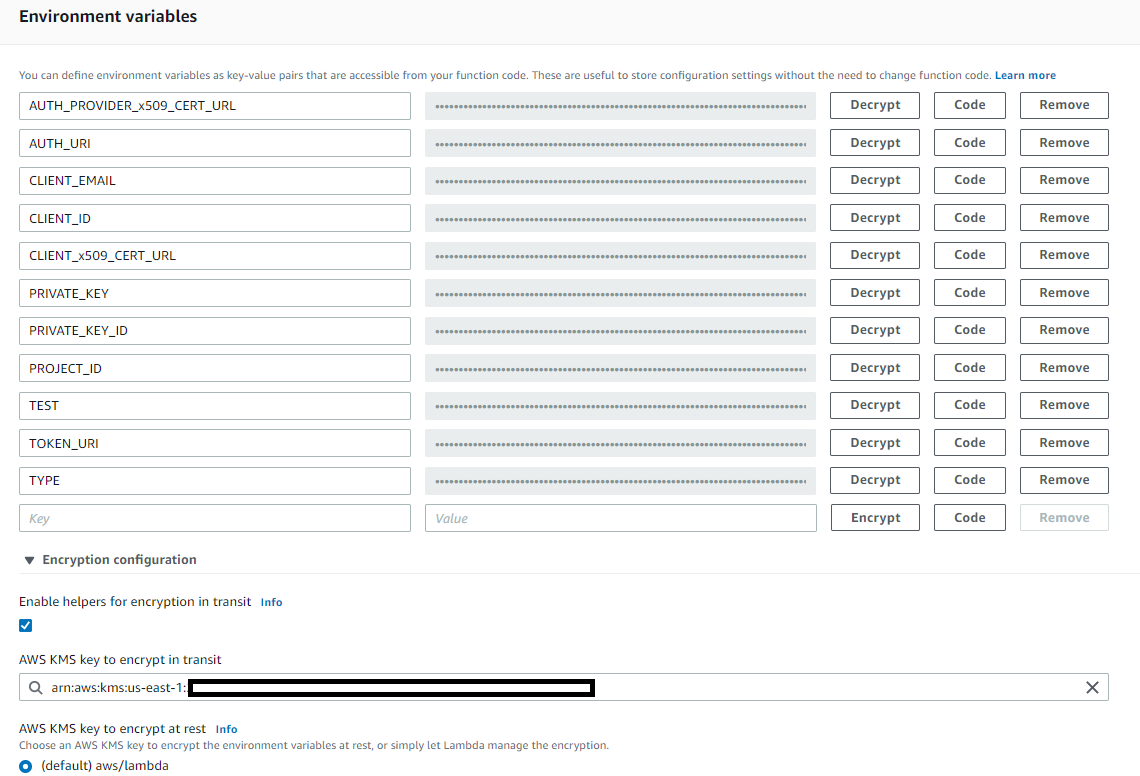 Environment variables
You can define environment variables as key-value pairs that are accessible from your function code. These are useful to store configuration settings without the need to change function code. Learn more
AUTH_PROVIDER_x509_CERT_URL Decrypt Code Remove
AUTH_URI Decrypt Code Remove
CLIENT_EMAIL Decrypt Code Remove
CLIENT_ID Decrypt Code Remove
CLIENT_x509_CERT_URL Decrypt Code Remove
PRIVATE_KEY Decrypt Code Remove
PRIVATE_KEY_ID Decrypt Code Remove
PROJECT_ID Decrypt Code Remove
TEST Decrypt Code Remove
TOKEN_URI Decrypt Code Remove
TYPE Decrypt Code Remove
Key Value Encrypt Code Remove
Encryption configuration
Enable helpers for encryption in transit Info
AWS KMS key to encrypt in transit
arn:aws:kms:us-east-1:
AWS KMS key to encrypt at rest Info
Choose an AWS KMS key to encrypt the environment variables at rest, or simply let Lambda manage the encryption.
(default) aws/lambda